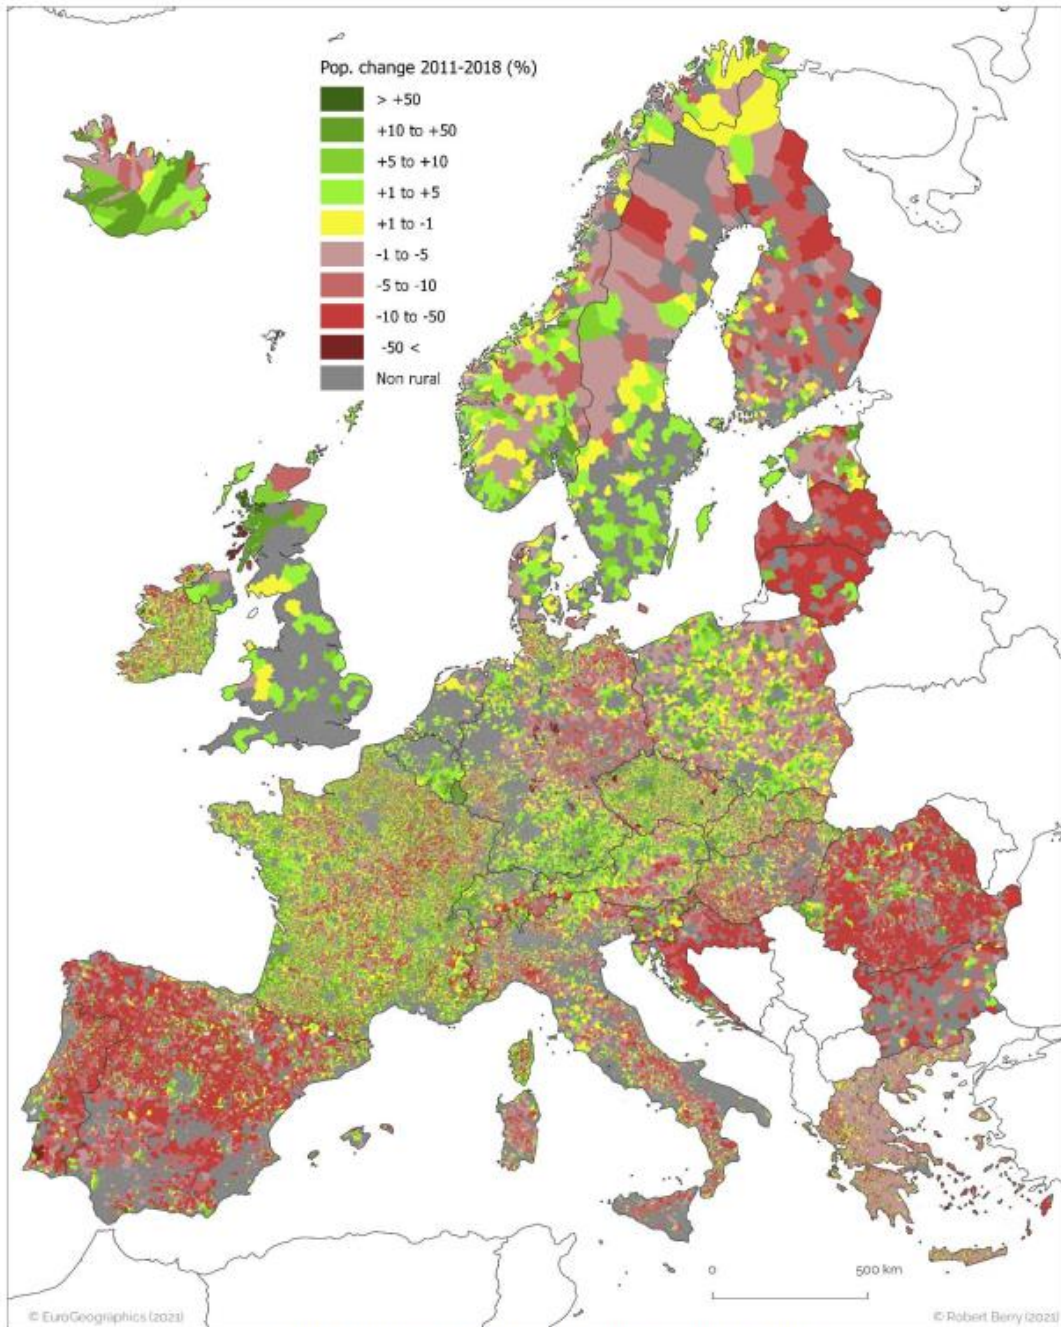 Pop. change 2011-2018 (%)
> +50
+10 to +50
+5 to +10
+1 to +5
+1 to -1
-1 to -5
-5 to -10
-10 to -50
-50 <
Non rural
0 500 km
© EuroGeographics (2021)
© Robert Berry (2021)